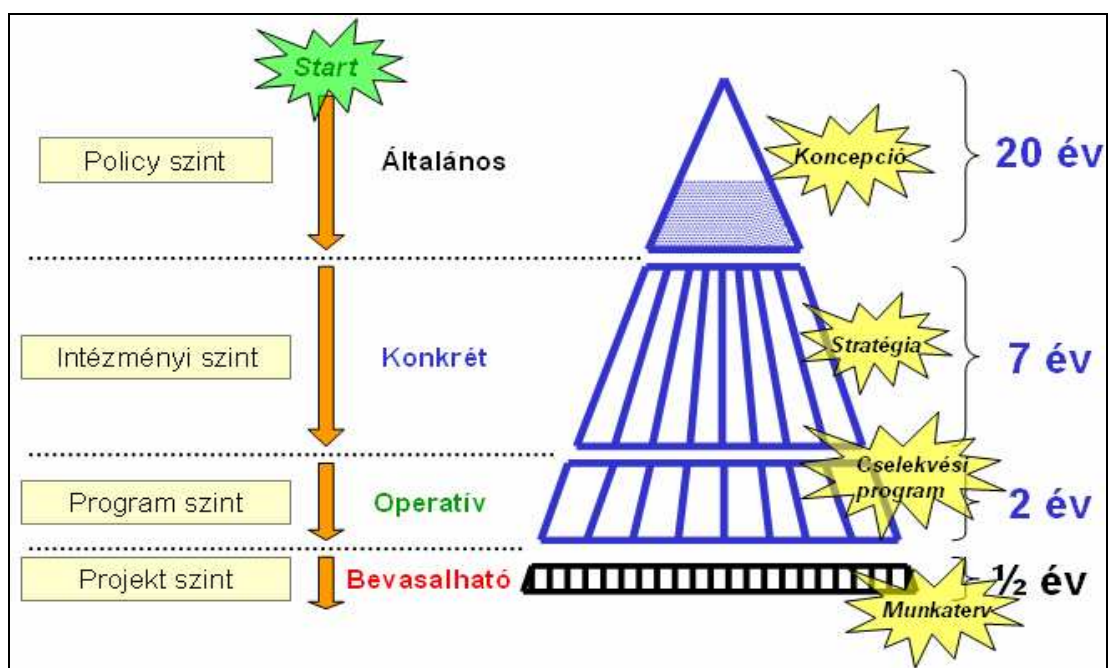 Start
Policy szint
Általános
Koncepció
20 év
Intézményi szint
Konkrét
Stratégia
7 év
Program szint
Operatív
Cselekvési
program
2 év
Projekt szint
Bevasalható
½ év
Munkaterv